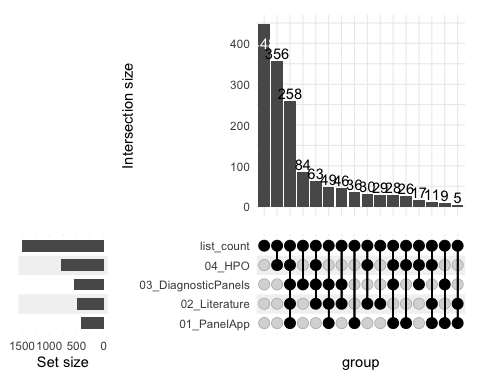 Intersection size
400
300
200
100
0
356
258
84
63
49
46
36
30
29
28
26
17
11
9
5
list_count
04_HPO
03_DiagnosticPanels
02_Literature
01_PanelApp
1500 1000 500 0
Set size
group